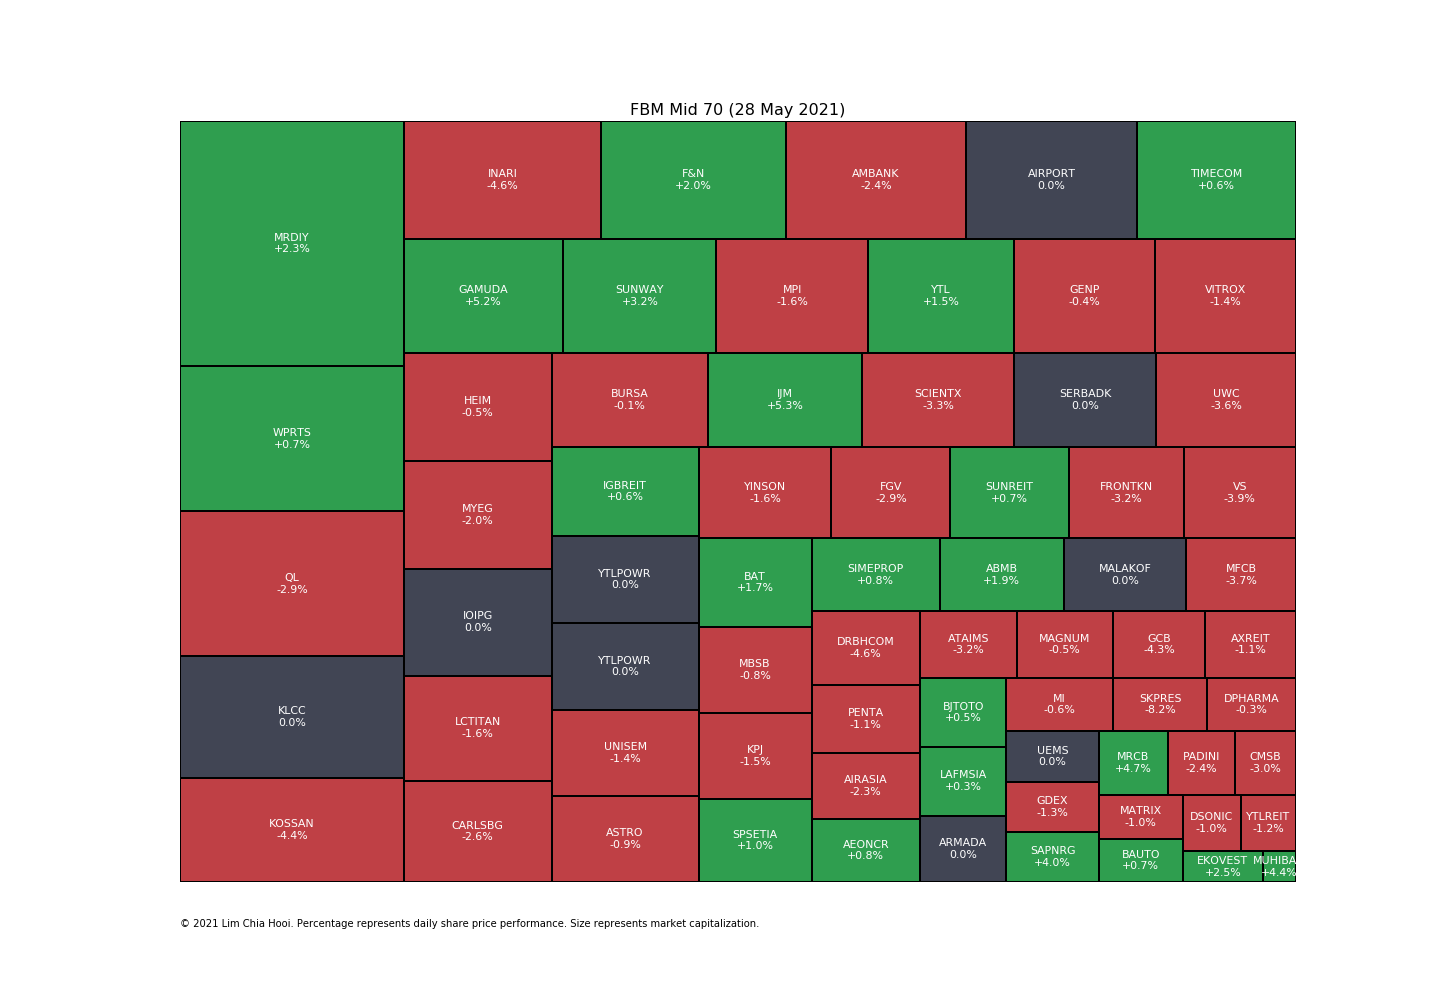 FBM Mid 70 (28 May 2021)
MRDIY
+2.3%
WPRTS
+0.7%
QL
-2.9%
KLCC
0.0%
KOSSAN
-4.4%
INARI
-4.6%
F&N
+2.0%
AMBANK
-2.4%
AIRPORT
0.0%
TIMECOM
+0.6%
GAMUDA
+5.2%
SUNWAY
+3.2%
MPI
-1.6%
YTL
+1.5%
GENP
-0.4%
VITROX
-1.4%
HEIM
-0.5%
MYEG
-2.0%
IOIPG
0.0%
LCTITAN
-1.6%
CARLSBG
-2.6%
BURSA
-0.1%
IJM
+5.3%
SCIENTX
-3.3%
SERBADK
0.0%
UWC
-3.6%
IGBREIT
+0.6%
YTLPOWR
0.0%
YTLPOWR
0.0%
UNISEM
-1.4%
ASTRO
-0.9%
YINSON
-1.6%
FGV
-2.9%
SUNREIT
+0.7%
FRONTKN
-3.2%
VS
-3.9%
BAT
+1.7%
MBSB
-0.8%
KPJ
-1.5%
SPSETIA
+1.0%
SIMEPROP
+0.8%
ABMB
+1.9%
MALAKOF
0.0%
MFCB
-3.7%
DRBHCOM
-4.6%
PENTA
-1.1%
AIRASIA
-2.3%
AEONCR
+0.8%
ATAIMS
-3.2%
MAGNUM
-0.5%
GCB
-4.3%
AXREIT
-1.1%
BJTOTO
+0.5%
LAFMSIA
+0.3%
ARMADA
0.0%
MI
-0.6%
SKPRES
-8.2%
DPHARMA
-0.3%
UEMS
0.0%
GDEX
-1.3%
SAPNRG
+4.0%
MRCB
+4.7%
PADINI
-2.4%
CMSB
-3.0%
MATRIX
-1.0%
BAUTO
+0.7%
DSONIC
-1.0%
YTLREIT
-1.2%
EKOVEST
+2.5%
MUHIBA
+4.4%
© 2021 Lim Chia Hooi. Percentage represents daily share price performance. Size represents market capitalization.